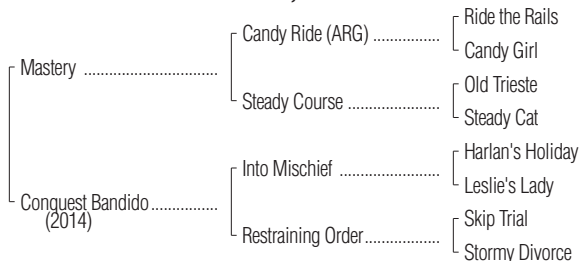 Ride the Rails
Candy Ride (ARG) ...................
Candy Girl
Mastery ..............................
Old Trieste
Steady Course .....................
Steady Cat
Harlan's Holiday
Into Mischief ......................
Leslie's Lady
Conquest Bandido ...............
(2014)
Skip Trial
Restraining Order.................
Stormy Divorce